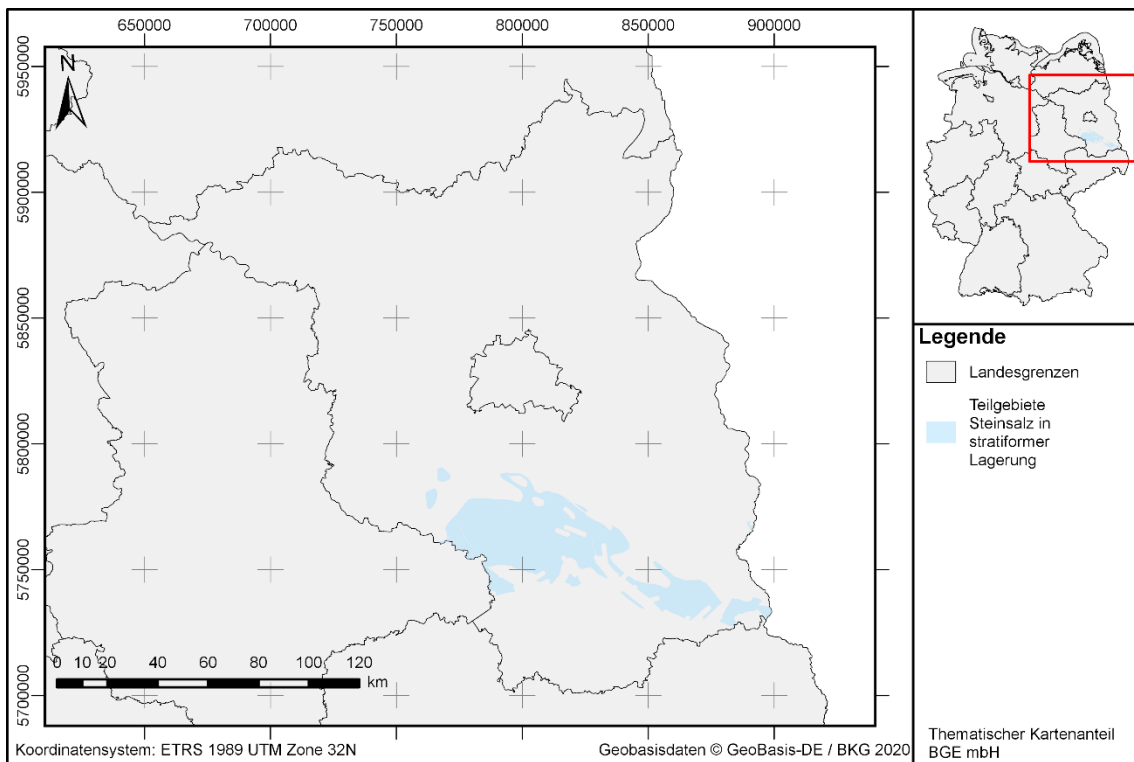 650000 700000 750000 800000 850000 900000
5950000
5900000
5850000
5800000
5750000
5700000
N
0 10 20 40 60 80 100 120
km
Koordinatensystem: ETRS 1989 UTM Zone 32N
Geobasisdaten © GeoBasis-DE / BKG 2020
Legende
Landesgrenzen
Teilgebiete
Steinsalz in
stratiformer
Lagerung
Thematischer Kartenanteil
BGE mbH